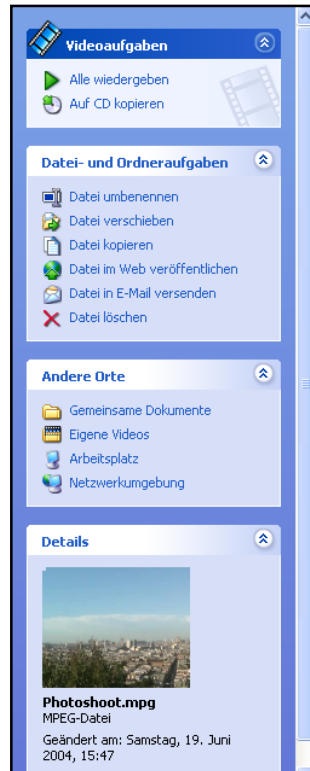 Videoaufgaben
Alle wiedergeben
Auf CD kopieren
Datei- und Ordneraufgaben
Datei umbenennen
Datei verschieben
Datei kopieren
Datei im Web veröffentlichen
Datei in E-Mail versenden
Datei löschen
Andere Orte
Gemeinsame Dokumente
Eigene Videos
Arbeitsplatz
Netzwerkumgebung
Details
Photoshoot.mpg
MPEG-Datei
Geändert am: Samstag, 19. Juni
2004, 15:47